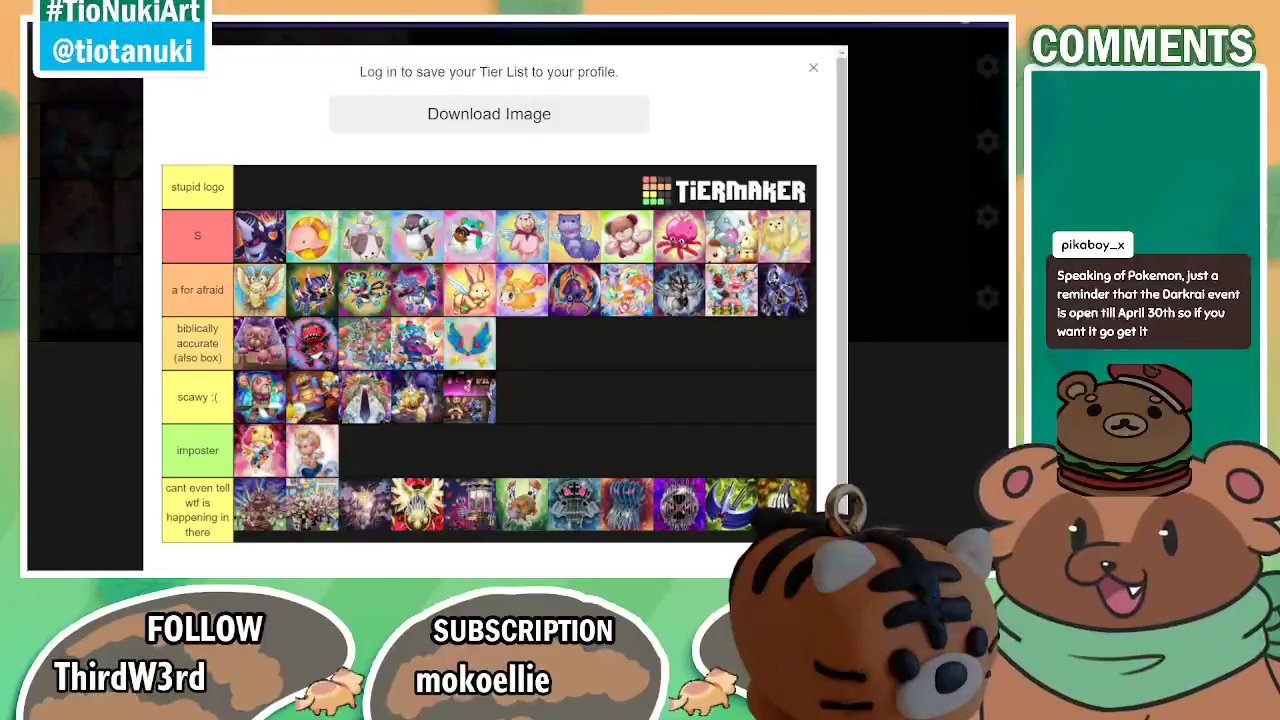 #TioNukiArt
@tiotanuki
Log in to save your Tier List to your profile.
×
Download Image
stupid logo
TiERMAKER
S
a for afraid
biblically
accurate
(also box)
scawy :(
imposter
cant even tell
wtf is
happening in
there
COMMENTS
pikaboy_x
Speaking of Pokemon, just a
reminder that the Darkrai event
is open till April 30th so if you
want it go get it
FOLLOW
ThirdW3rd
SUBSCRIPTION
mokoellie